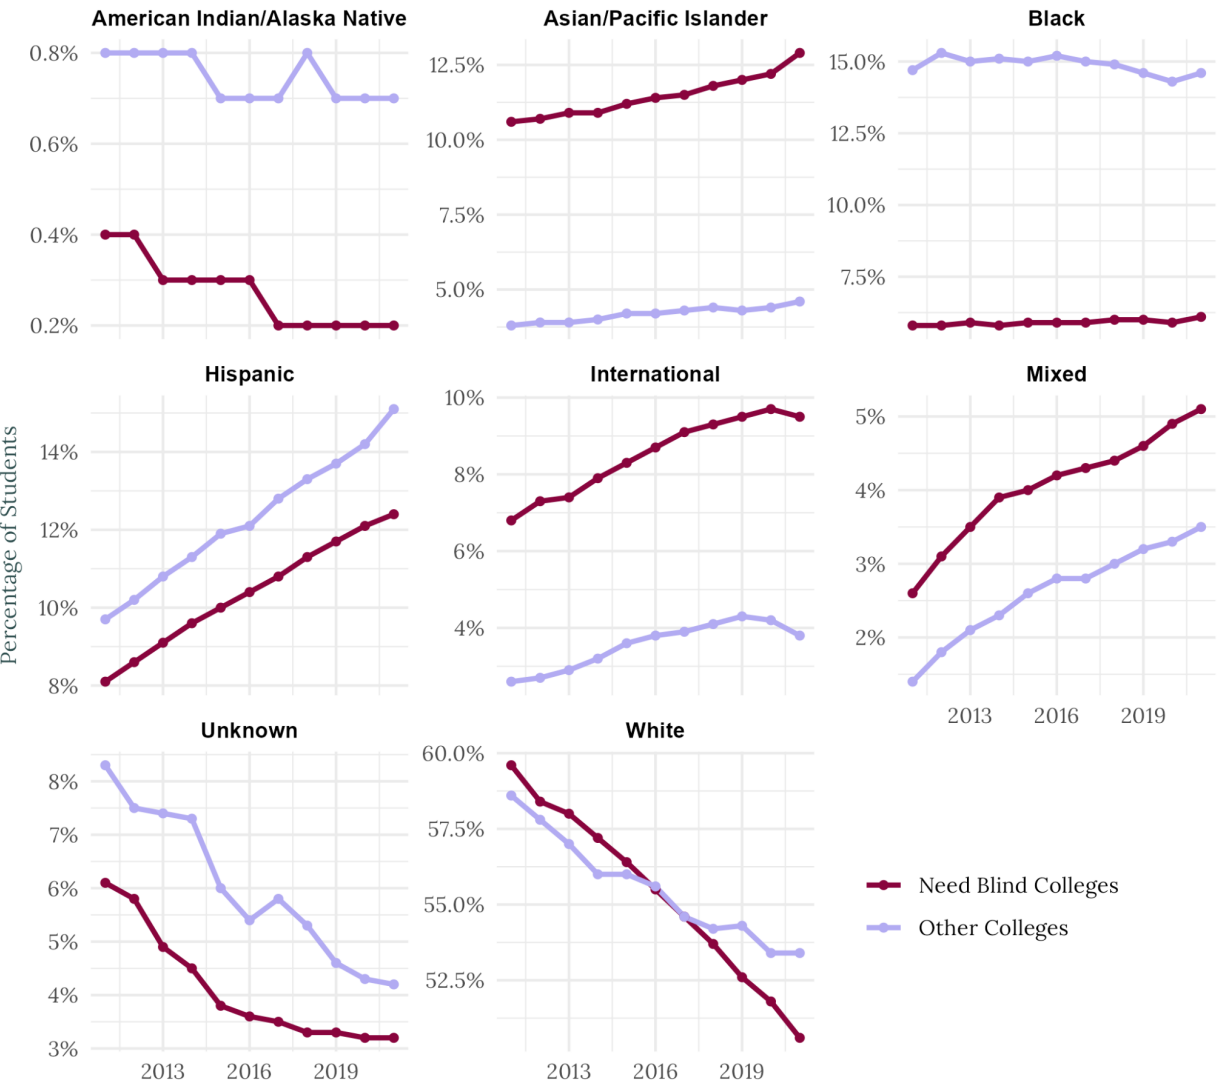 American Indian/Alaska Native
Asian/Pacific Islander
Black
0.8%
0.6%
0.4%
0.2%
12.5%
10.0%
7.5%
5.0%
15.0%
12.5%
10.0%
7.5%
Hispanic
International
Mixed
Percentage of Students
14%
12%
10%
8%
10%
8%
6%
4%
5%
4%
3%
2%
2013 2016 2019
Unknown
White
8%
7%
6%
5%
4%
3%
60.0%
57.5%
55.0%
52.5%
2013 2016 2019
2013 2016 2019
Need Blind Colleges
Other Colleges